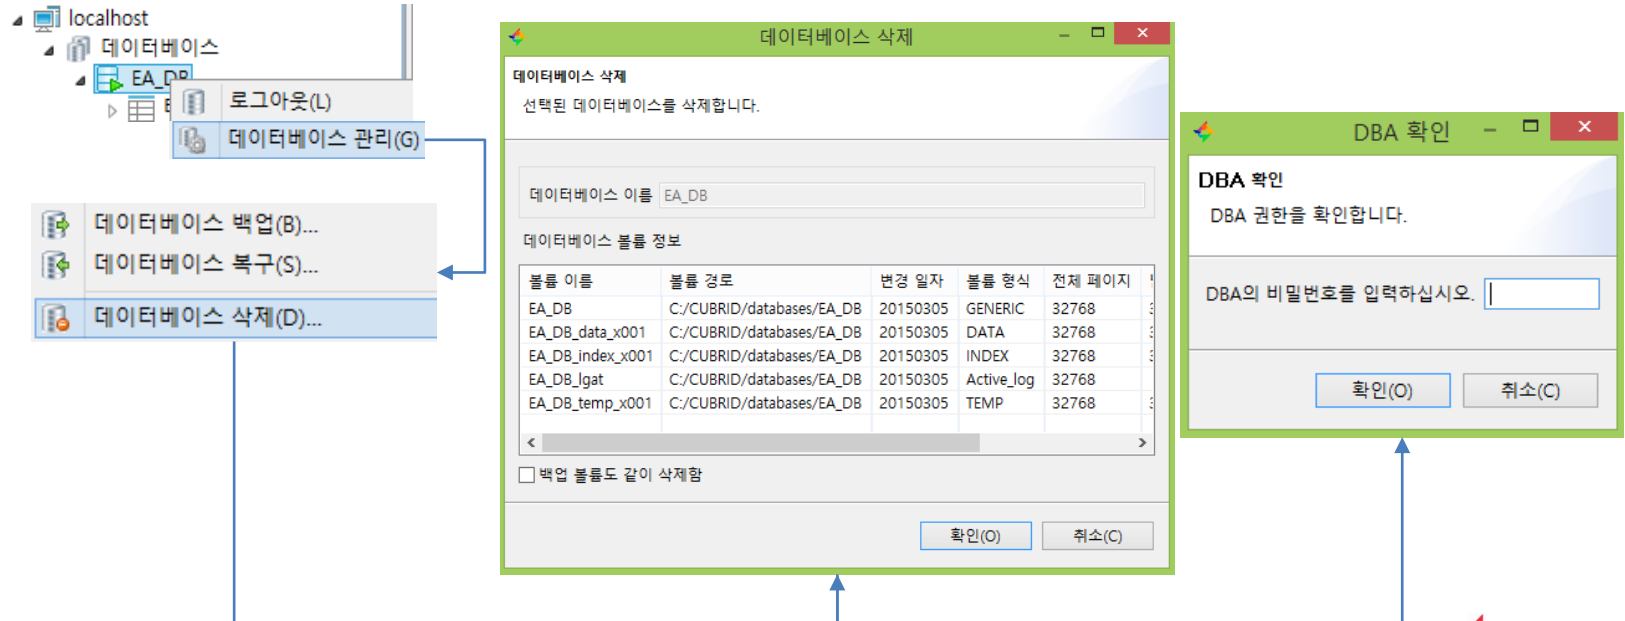 localhost
데이터베이스
EA_DB
로그아웃(L)
데이터베이스 관리(G)
데이터베이스 백업(B)...
데이터베이스 복구(S)...
데이터베이스 삭제(D)...
데이터베이스 삭제
데이터베이스 삭제
선택된 데이터베이스를 삭제합니다.
데이터베이스 이름 EA_DB
데이터베이스 볼륨 정보
볼륨 이름 볼륨 경로 변경 일자 볼륨 형식 전체 페이지
EA_DB C:/CUBRID/databases/EA_DB 20150305 GENERIC 32768
EA_DB_data_x001 C:/CUBRID/databases/EA_DB 20150305 DATA 32768
EA_DB_index_x001 C:/CUBRID/databases/EA_DB 20150305 INDEX 32768
EA_DB_lgat C:/CUBRID/databases/EA_DB 20150305 Active_log 32768
EA_DB_temp_x001 C:/CUBRID/databases/EA_DB 20150305 TEMP 32768
백업 볼륨도 같이 삭제함
확인(O) 취소(C)
DBA 확인
DBA 확인
DBA 권한을 확인합니다.
DBA의 비밀번호를 입력하십시오.
확인(O) 취소(C)